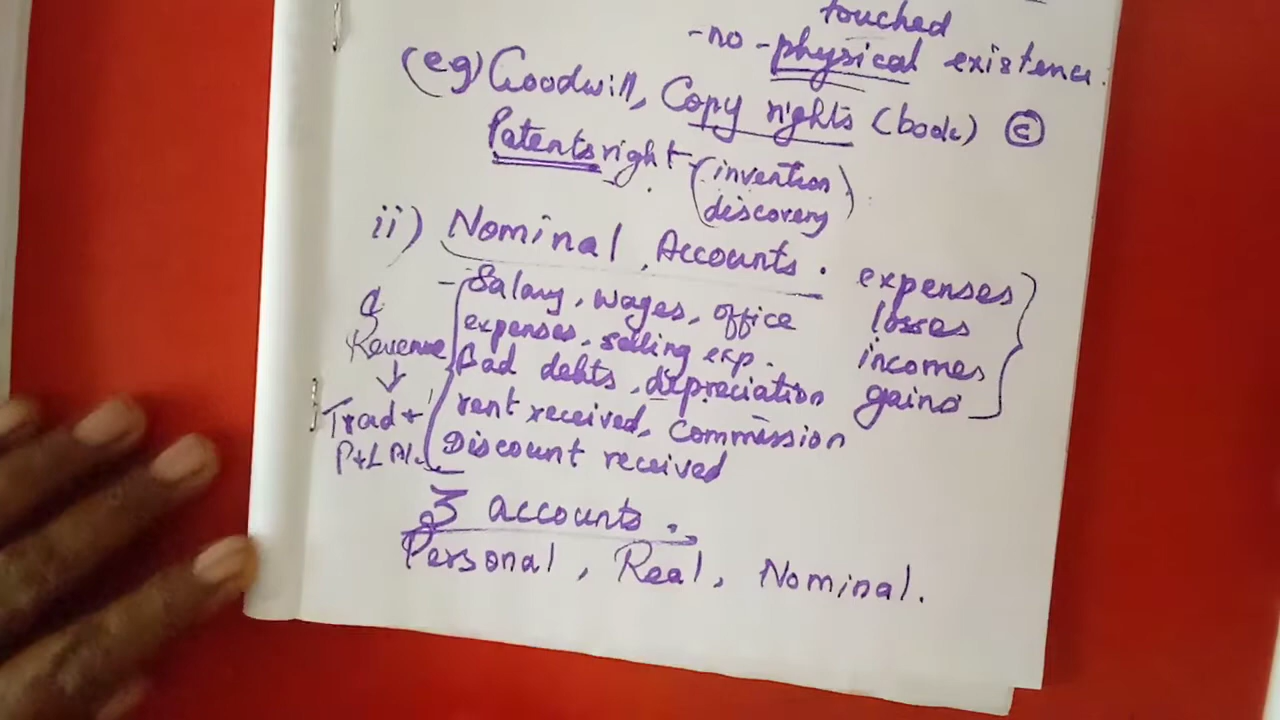 touched
-no-physical existence.
(eg) Goodwill, Copy rights (book) ©
Patents right - (invention
discovery)
ii) Nominal Accounts. expenses
- Salary, wages, office losses
expenses, selling exp. incomes
Revenue Bad debts, depreciation gains
rent received, Commission
Trad +
P+L A/c Discount received
3 accounts.
Personal, Real, Nominal.